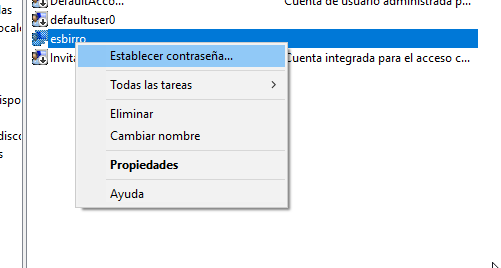 das
DefaultAcco...
Cuenta de usuario administrada p...
ocale
defaultuser0
esbirro
Invita
Cuenta integrada para el acceso c...
Establecer contraseña...
Todas las tareas
Eliminar
Cambiar nombre
Propiedades
Ayuda
ispo
disco
s